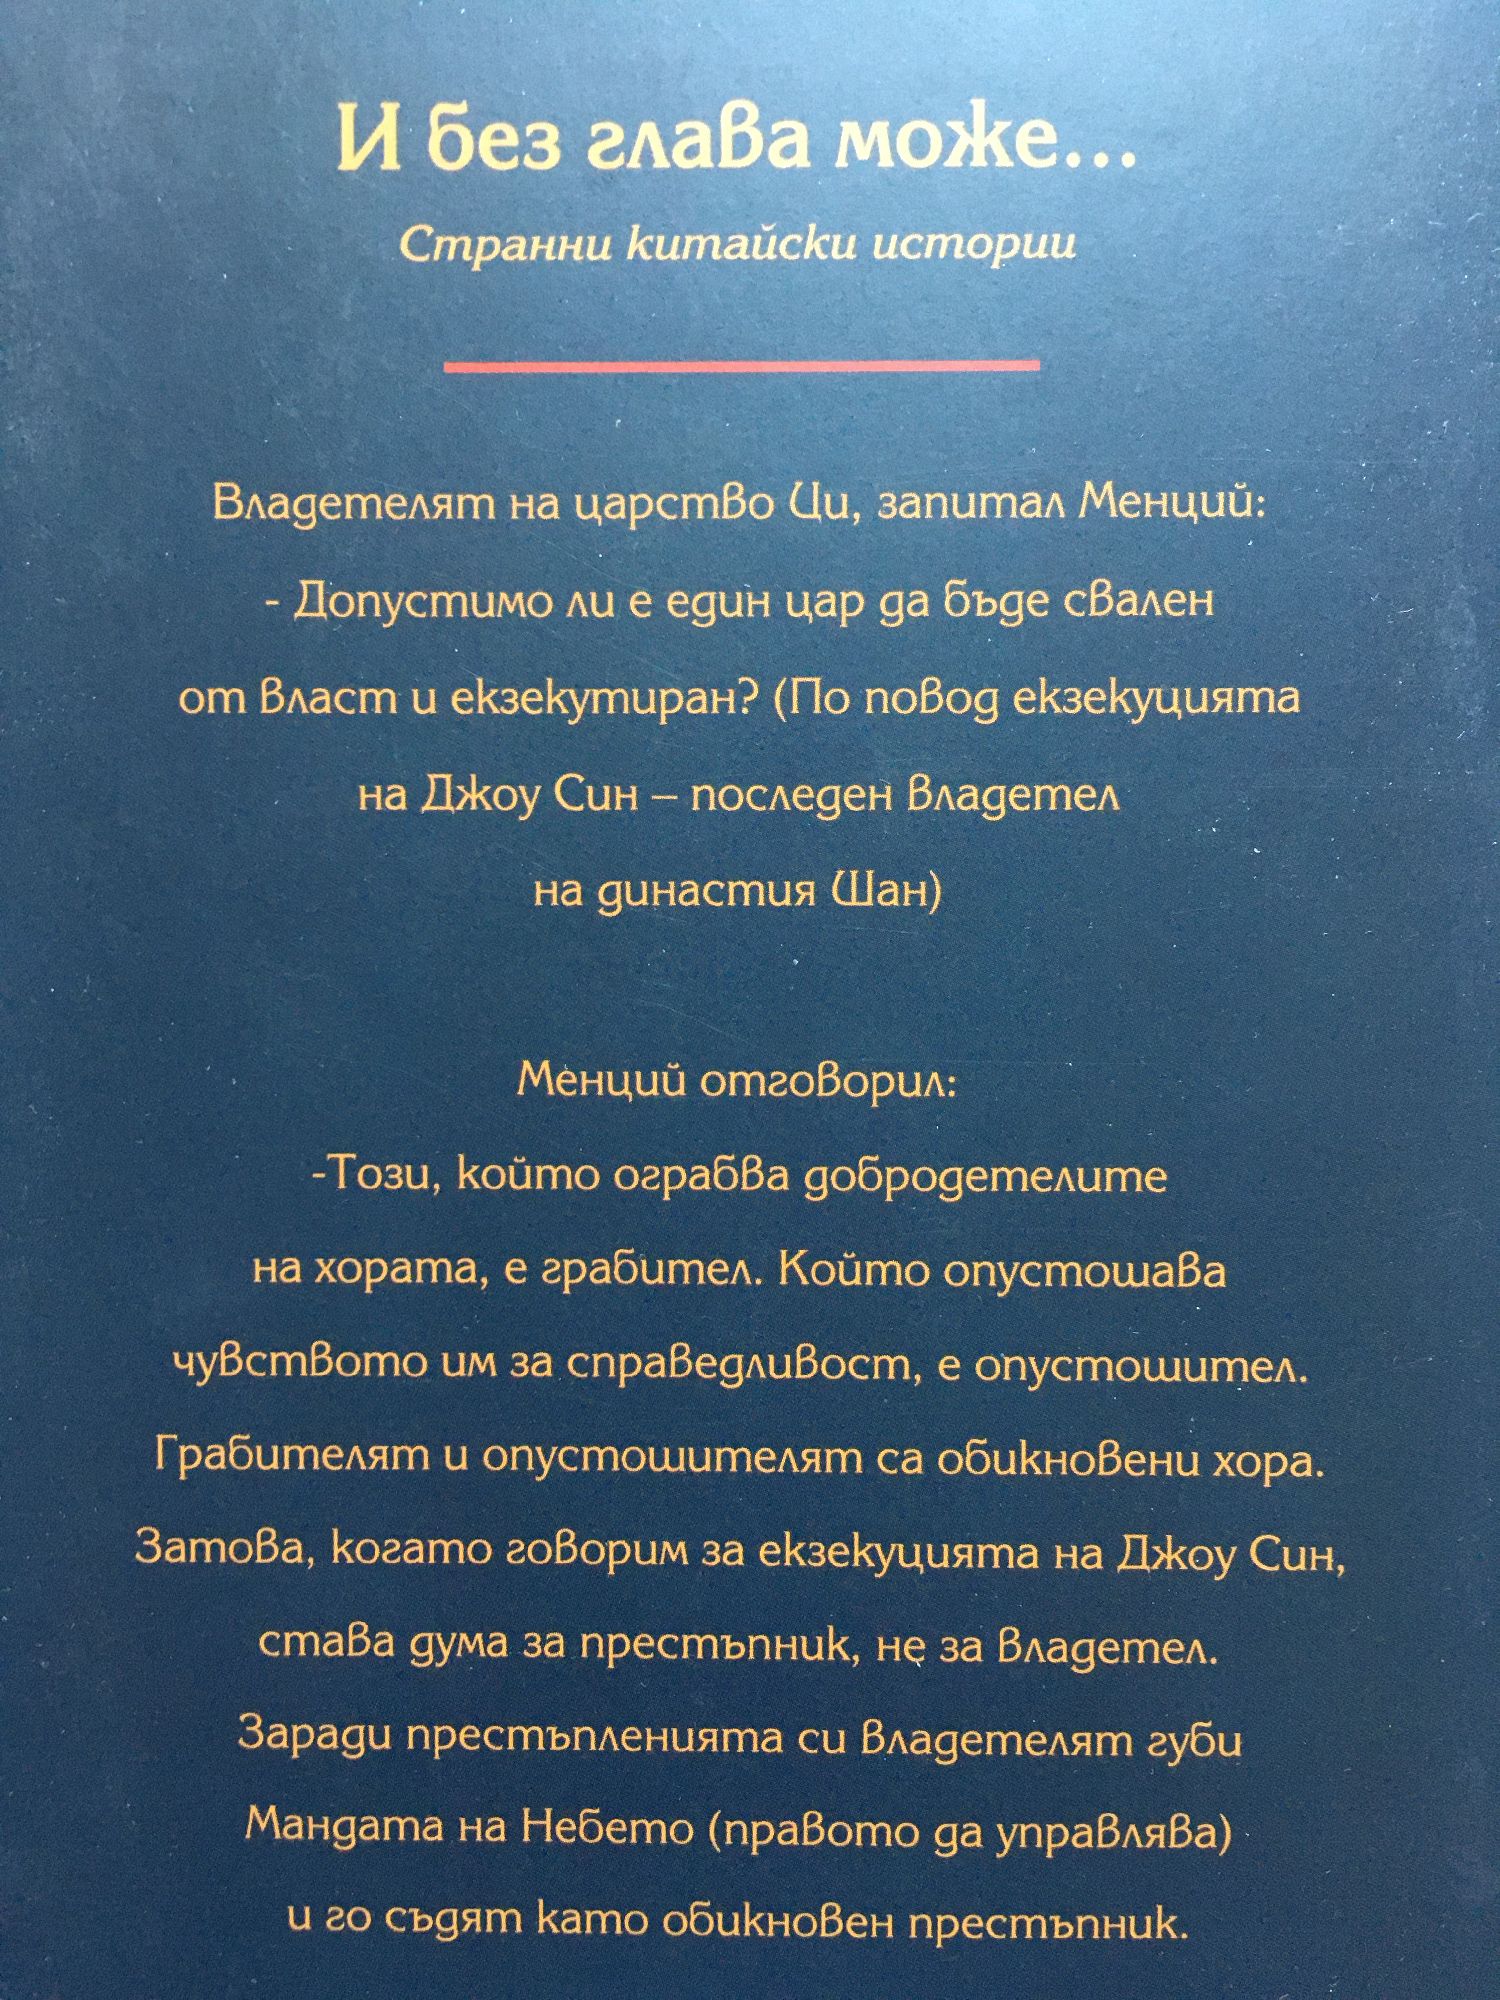 И без глава може...
Странни китайски истории
Владетелят на царство Ци, запитал Менций:
- Допустимо ли е един цар да бъде свален
от власт и екзекутиран? (По повод екзекуцията
на Джоу Син – последен владетел
на династия Шан)
Менций отговорил:
-Този, който ограбва добродетелите
на хората, е грабител. Който опустошава
чувството им за справедливост, е опустошител.
Грабителят и опустошителят са обикновени хора.
Затова, когато говорим за екзекуцията на Джоу Син,
става дума за престъпник, не за владетел.
Заради престъпленията си владетелят губи
Мандата на Небето (правото да управлява)
и го съдят като обикновен престъпник.